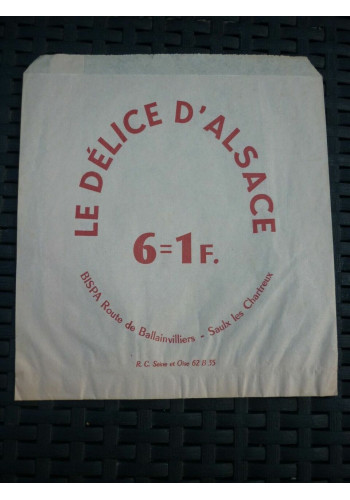 LE DÉLICE D'ALSACE
6=1F.
BISPA Route de Ballainvilliers - Saulx les Chartreux
R. C. Seine et Oise 62 11 35